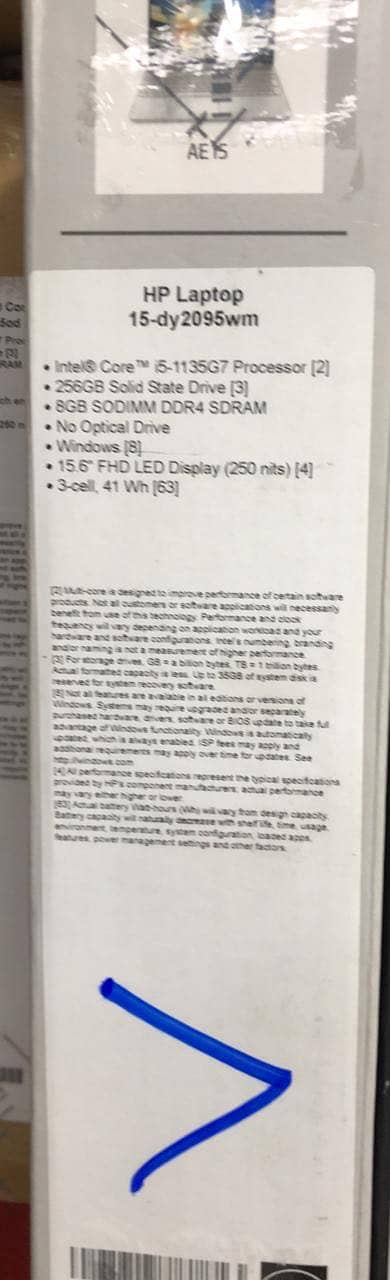 AE15
HP Laptop
15-dy2095wm
• Intel® Core™ i5-1135G7 Processor [2]
• 256GB Solid State Drive [3]
• 8GB SODIMM DDR4 SDRAM
• No Optical Drive
• Windows [8]
• 15.6" FHD LED Display (250 nits) [4]
• 3-cell, 41 Wh [63]
[2] Multi-core is designed to improve performance of certain software
products. Not all customers or software applications will necessarily
benefit from use of this technology. Performance and clock
frequency will vary depending on application workload and your
hardware and software configurations. Intel's numbering, branding
and/or naming is not a measurement of higher performance.
[3] For storage drives, GB = a billion bytes, TB = 1 trillion bytes.
Actual formatted capacity is less. Up to 35GB of system disk is
reserved for system recovery software.
[8] Not all features are available in all editions or versions of
Windows. Systems may require upgraded and/or separately
purchased hardware, drivers, software or BIOS update to take full
advantage of Windows functionality. Windows is automatically
updated, which is always enabled. ISP fees may apply and
additional requirements may apply over time for updates. See
http://windows.com
[4] All performance specifications represent the typical specifications
provided by HP's component manufacturers; actual performance
may vary either higher or lower.
[63] Actual battery Watt-hours (Wh) will vary from design capacity.
Battery capacity will naturally decrease with shelf life, time, usage,
environment, temperature, system configuration, loaded apps,
features, power management settings and other factors.